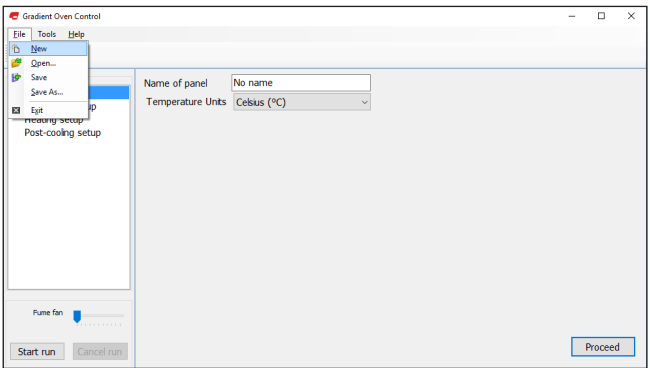 Gradient Oven Control
File Tools Help
New
Open...
Save
Save As...
Exit
up
Heating setup
Post-cooling setup
Name of panel No name
Temperature Units Celsius (°C)
Fume fan
Start run Cancel run
Proceed